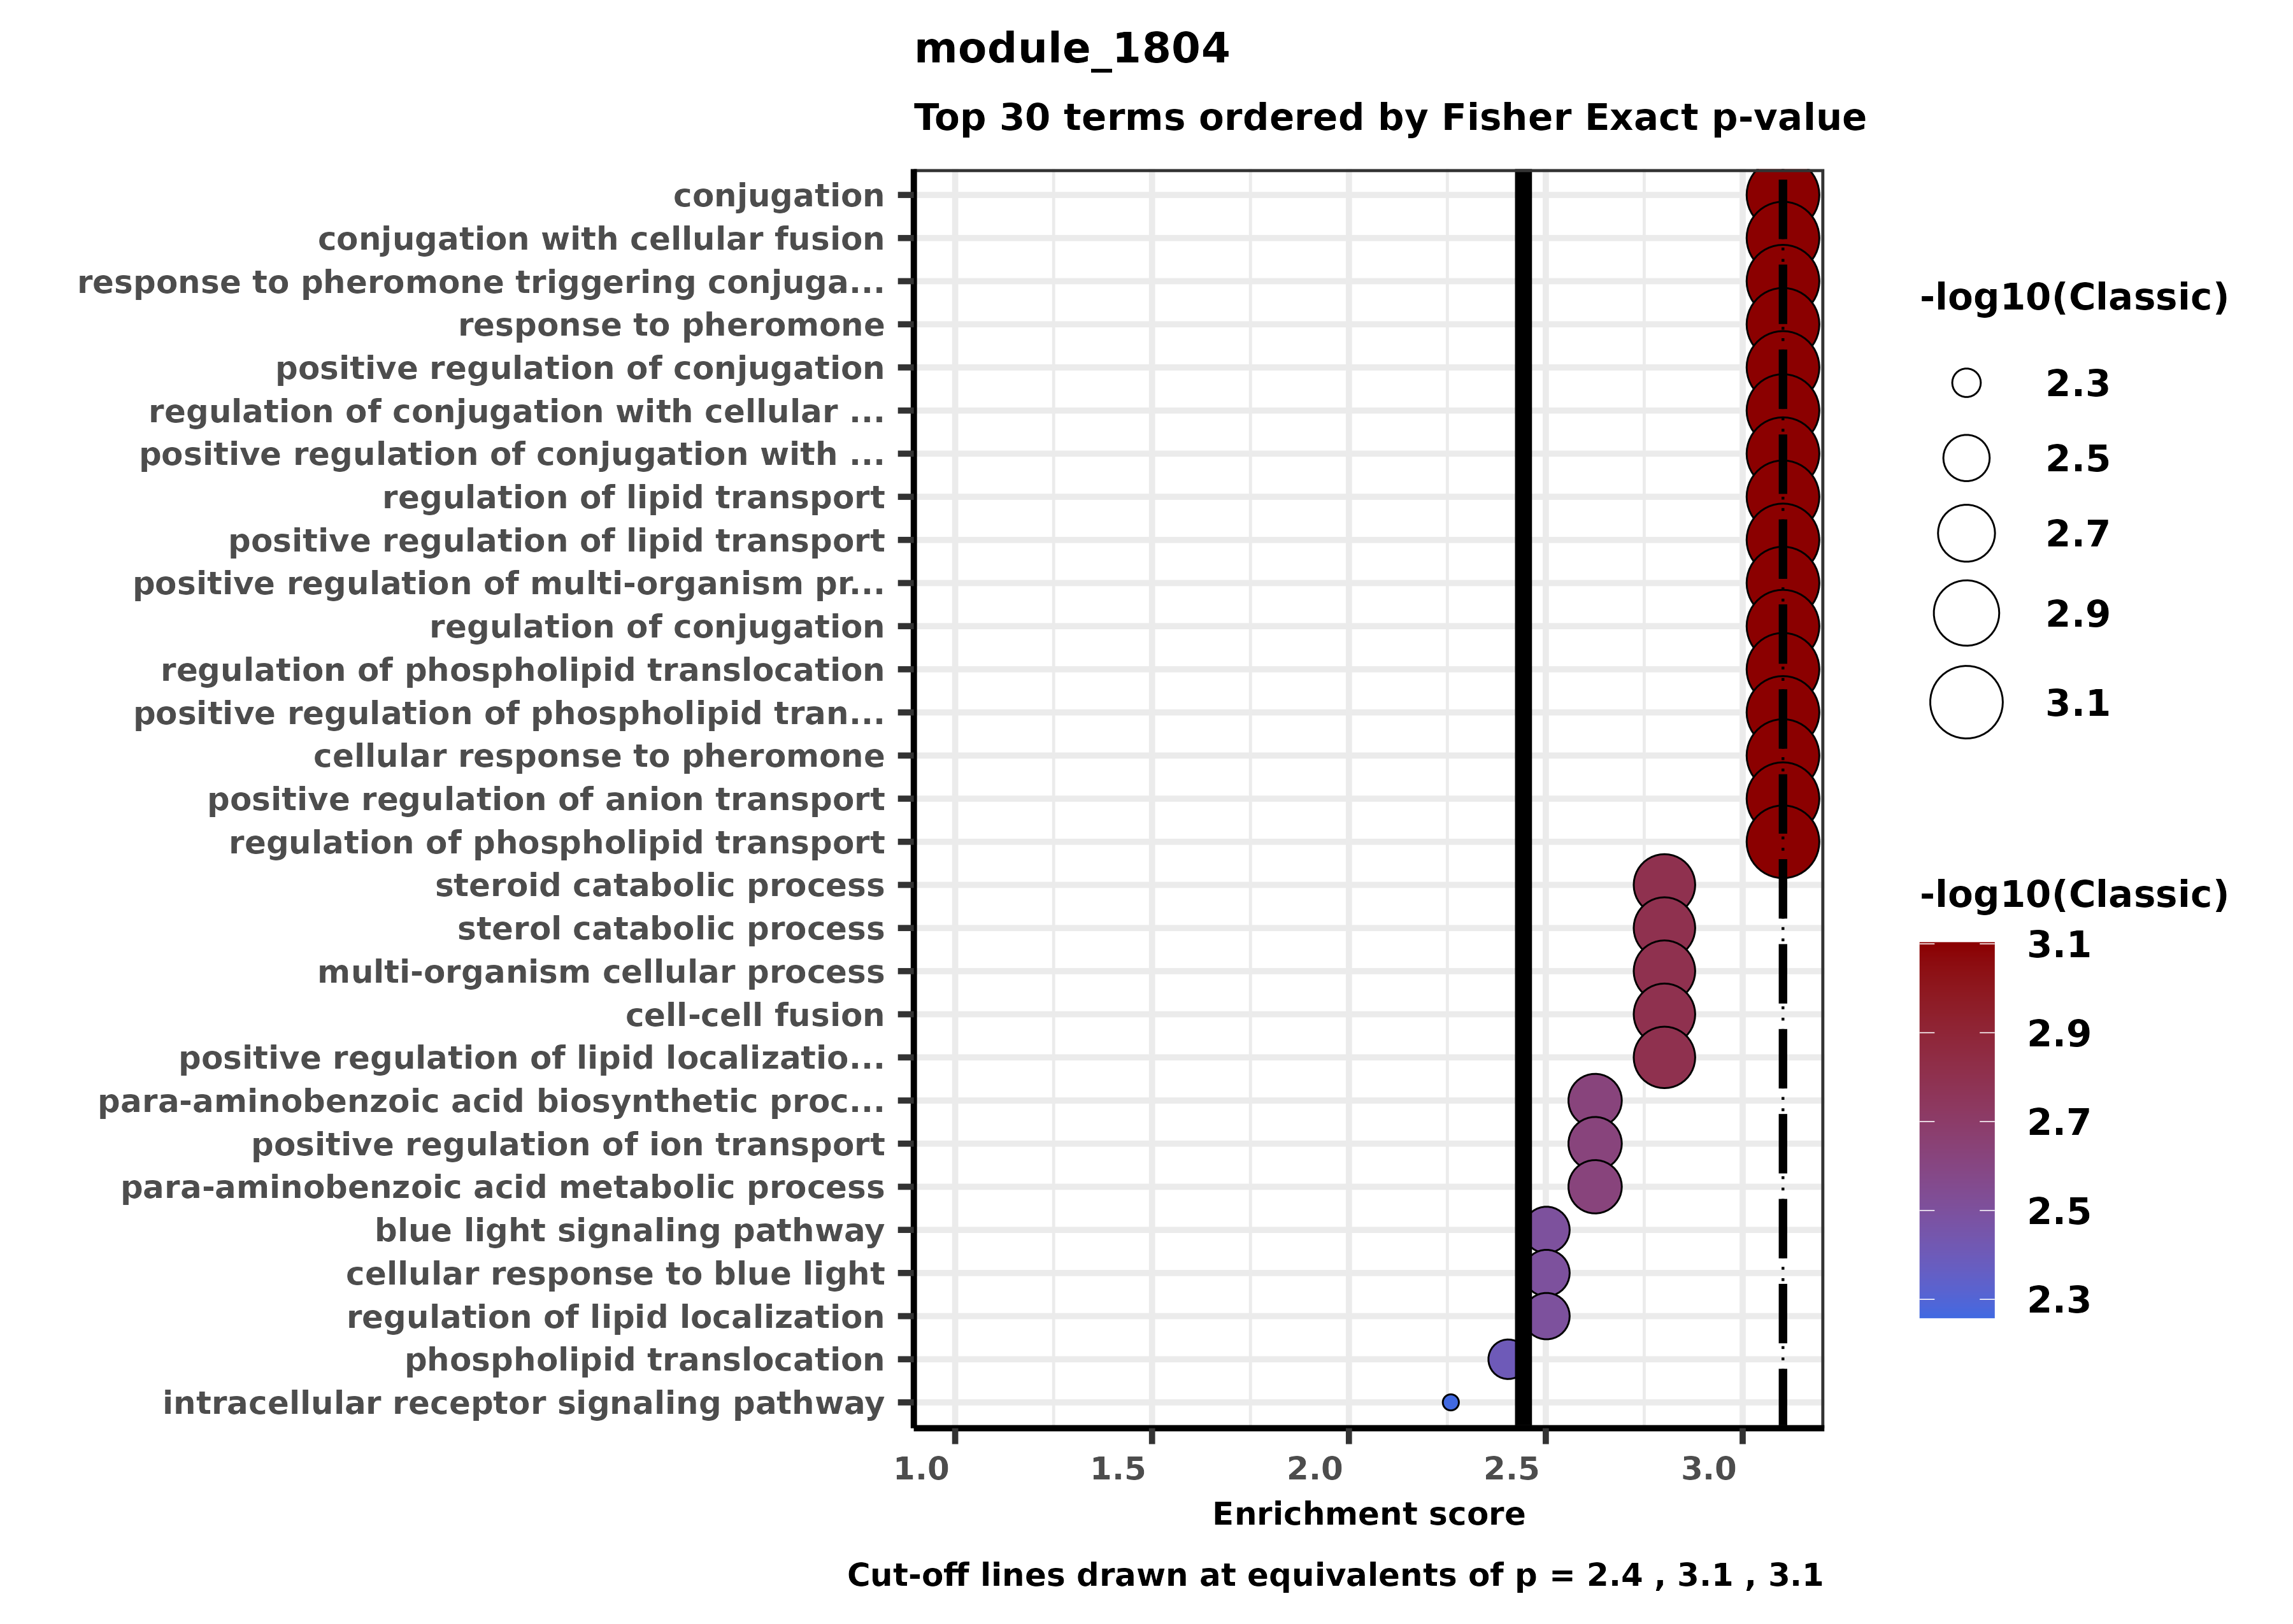 module_1804
Top 30 terms ordered by Fisher Exact p-value
conjugation
conjugation with cellular fusion
response to pheromone triggering conjuga...
response to pheromone
positive regulation of conjugation
regulation of conjugation with cellular ...
positive regulation of conjugation with ...
regulation of lipid transport
positive regulation of lipid transport
positive regulation of multi-organism pr...
regulation of conjugation
regulation of phospholipid translocation
positive regulation of phospholipid tran...
cellular response to pheromone
positive regulation of anion transport
regulation of phospholipid transport
steroid catabolic process
sterol catabolic process
multi-organism cellular process
cell-cell fusion
positive regulation of lipid localizatio...
para-aminobenzoic acid biosynthetic proc...
positive regulation of ion transport
para-aminobenzoic acid metabolic process
blue light signaling pathway
cellular response to blue light
regulation of lipid localization
phospholipid translocation
intracellular receptor signaling pathway
1.0 1.5 2.0 2.5 3.0
Enrichment score
Cut-off lines drawn at equivalents of p = 2.4 , 3.1 , 3.1
-log10(Classic)
2.3
2.5
2.7
2.9
3.1
-log10(Classic)
3.1
2.9
2.7
2.5
2.3